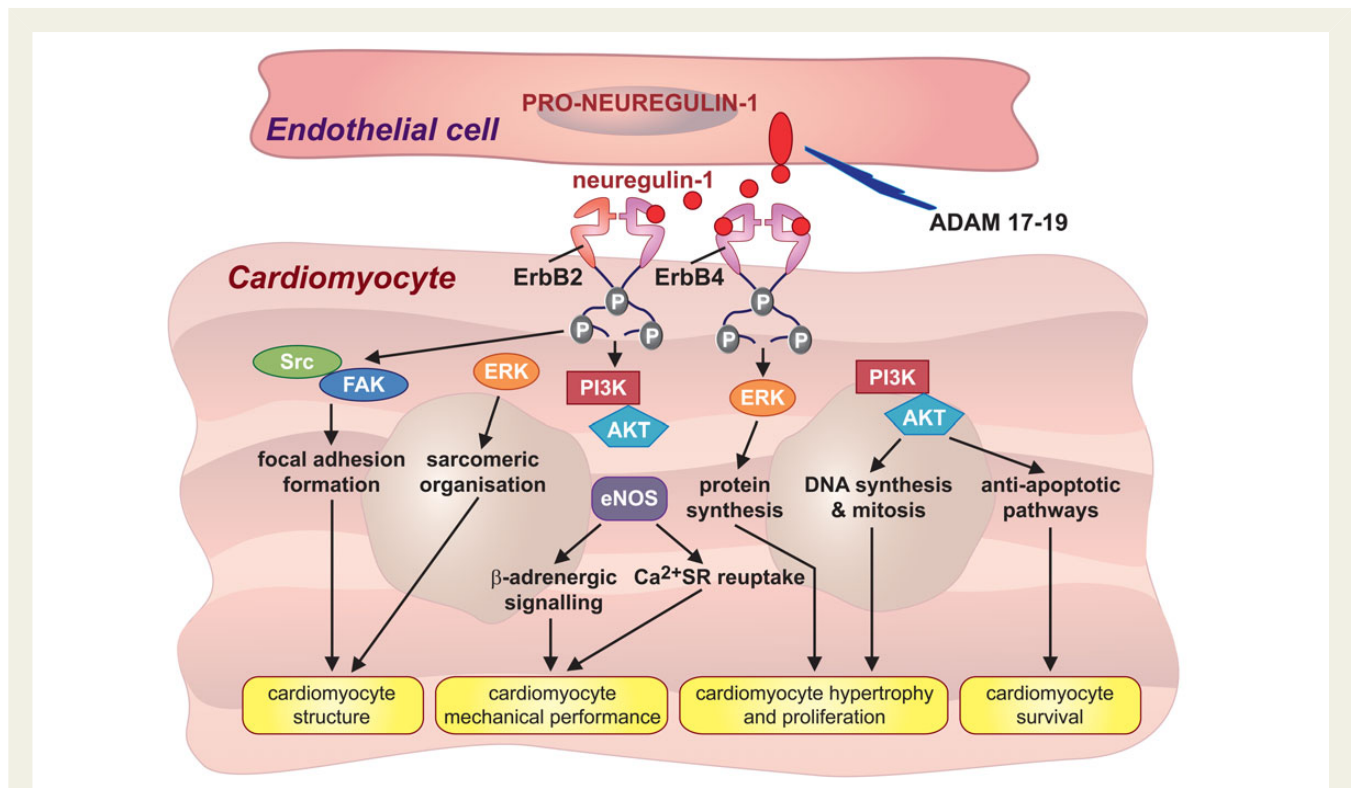 PRO-NEUREGULIN-1
Endothelial cell
neuregulin-1
ADAM 17-19
ErbB2
ErbB4
Cardiomyocyte
P
P
P
P
P
P
Src
FAK
ERK
PI3K
AKT
ERK
PI3K
AKT
focal adhesion
formation
sarcomeric
organisation
eNOS
protein
synthesis
DNA synthesis
& mitosis
anti-apoptotic
pathways
β-adrenergic
signalling
Ca²⁺SR reuptake
cardiomyocyte
structure
cardiomyocyte
mechanical performance
cardiomyocyte hypertrophy
and proliferation
cardiomyocyte
survival